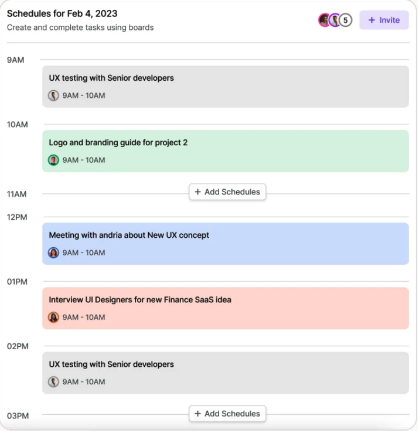 Schedules for Feb 4, 2023
Create and complete tasks using boards
5
+ Invite
9AM
UX testing with Senior developers
9AM - 10AM
10AM
Logo and branding guide for project 2
9AM - 10AM
11AM
+ Add Schedules
12PM
Meeting with andria about New UX concept
9AM - 10AM
01PM
Interview UI Designers for new Finance SaaS idea
9AM - 10AM
02PM
UX testing with Senior developers
9AM - 10AM
03PM
+ Add Schedules